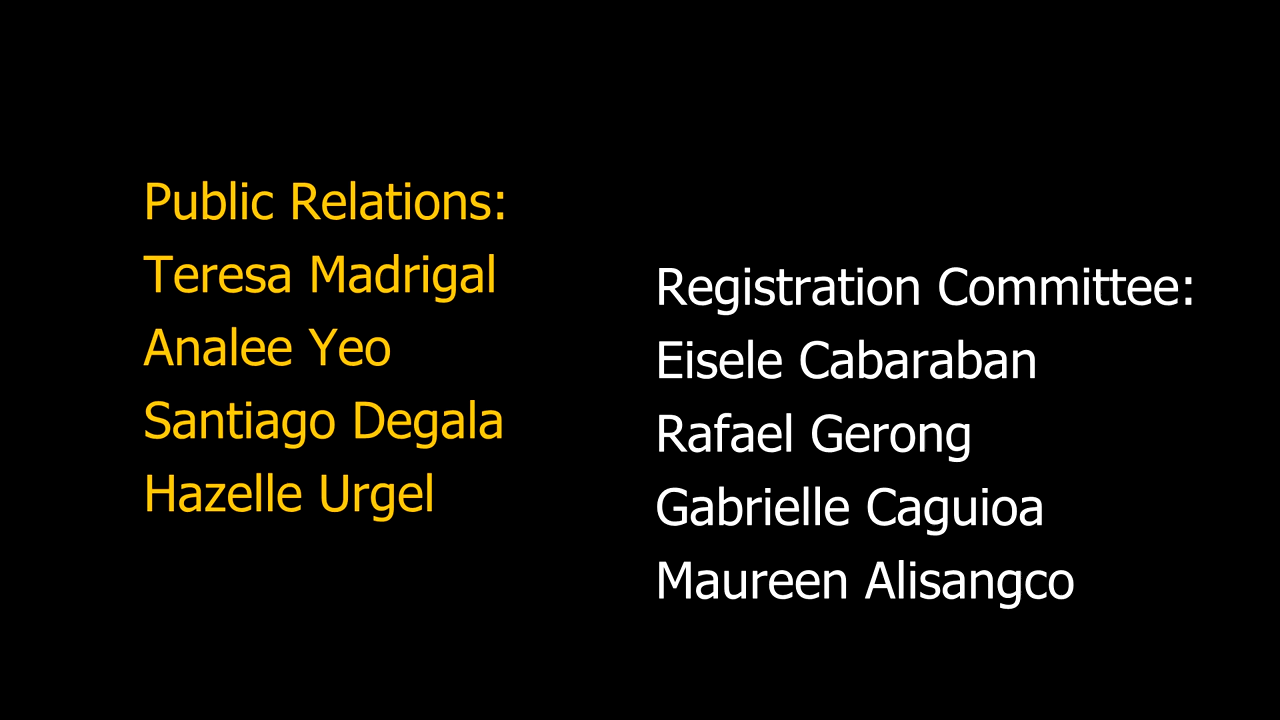 Public Relations:
Teresa Madrigal
Analee Yeo
Santiago Degala
Hazelle Urgel
Registration Committee:
Eisele Cabaraban
Rafael Gerong
Gabrielle Caguioa
Maureen Alisangco